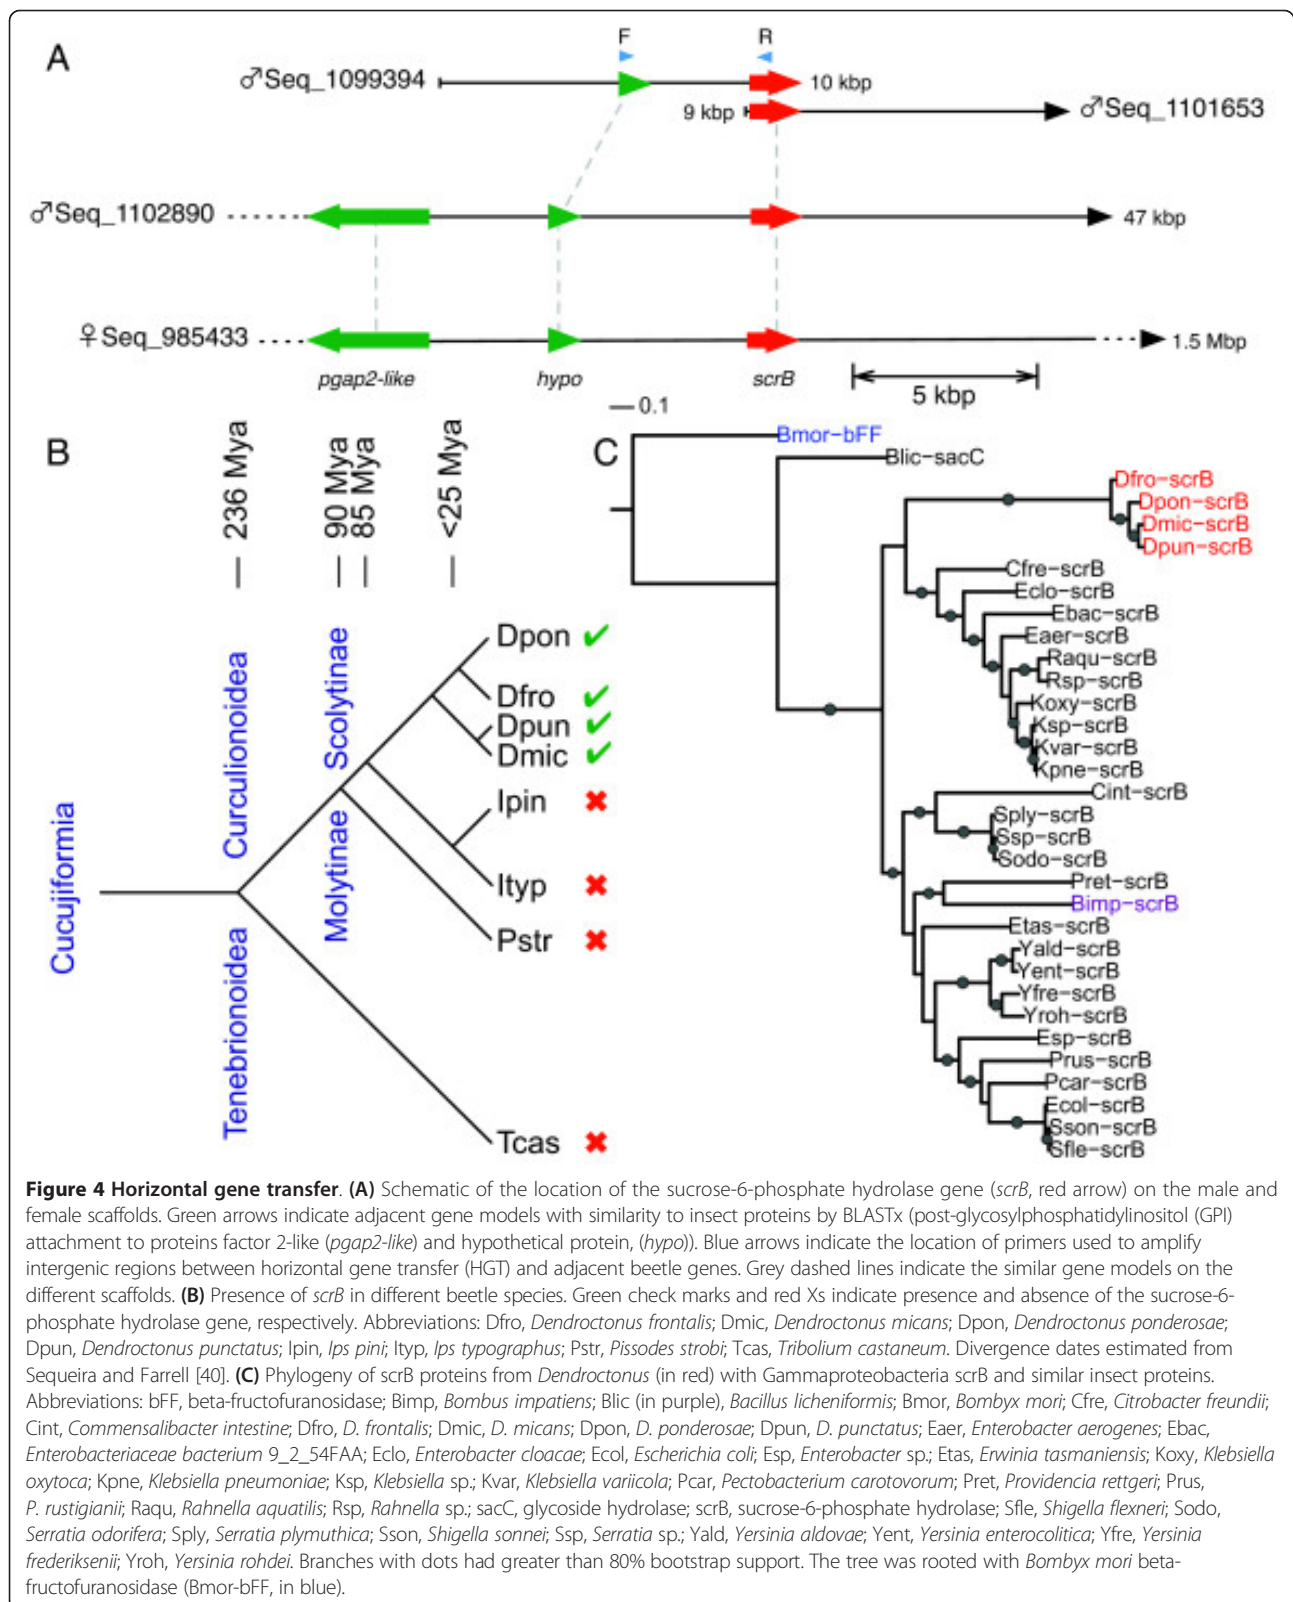 A
F
R
♂Seq_1099394
10 kbp
9 kbp
♂Seq_1101653
♂Seq_1102890
47 kbp
♀Seq_985433
1.5 Mbp
pgap2-like
hypo
scrB
5 kbp
B
236 Mya
90 Mya
85 Mya
<25 Mya
Cucujiformia
Curculionoidea
Tenebrionoidea
Scolytinae
Molytinae
Dpon ✔
Dfro ✔
Dpun ✔
Dmic ✔
Ipin ✖
Ityp ✖
Pstr ✖
Tcas ✖
C
0.1
Bmor-bFF
Blic-sacC
Dfro-scrB
Dpon-scrB
Dmic-scrB
Dpun-scrB
Cfre-scrB
Eclo-scrB
Ebac-scrB
Eaer-scrB
Raqu-scrB
Rsp-scrB
Koxy-scrB
Ksp-scrB
Kvar-scrB
Kpne-scrB
Cint-scrB
Sply-scrB
Ssp-scrB
Sodo-scrB
Pret-scrB
Bimp-scrB
Etas-scrB
Yald-scrB
Yent-scrB
Yfre-scrB
Yroh-scrB
Esp-scrB
Prus-scrB
Pcar-scrB
Ecol-scrB
Sson-scrB
Sfle-scrB
Figure 4 Horizontal gene transfer. (A) Schematic of the location of the sucrose-6-phosphate hydrolase gene (scrB, red arrow) on the male and
female scaffolds. Green arrows indicate adjacent gene models with similarity to insect proteins by BLASTx (post-glycosylphosphatidylinositol (GPI)
attachment to proteins factor 2-like (pgap2-like) and hypothetical protein, (hypo)). Blue arrows indicate the location of primers used to amplify
intergenic regions between horizontal gene transfer (HGT) and adjacent beetle genes. Grey dashed lines indicate the similar gene models on the
different scaffolds. (B) Presence of scrB in different beetle species. Green check marks and red Xs indicate presence and absence of the sucrose-6-
phosphate hydrolase gene, respectively. Abbreviations: Dfro, Dendroctonus frontalis; Dmic, Dendroctonus micans; Dpon, Dendroctonus ponderosae;
Dpun, Dendroctonus punctatus; Ipin, Ips pini; Ityp, Ips typographus; Pstr, Pissodes strobi; Tcas, Tribolium castaneum. Divergence dates estimated from
Sequeira and Farrell [40]. (C) Phylogeny of scrB proteins from Dendroctonus (in red) with Gammaproteobacteria scrB and similar insect proteins.
Abbreviations: bFF, beta-fructofuranosidase; Bimp, Bombus impatiens; Blic (in purple), Bacillus licheniformis; Bmor, Bombyx mori; Cfre, Citrobacter freundii;
Cint, Commensalibacter intestine; Dfro, D. frontalis; Dmic, D. micans; Dpon, D. ponderosae; Dpun, D. punctatus; Eaer, Enterobacter aerogenes; Ebac,
Enterobacteriaceae bacterium 9_2_54FAA; Eclo, Enterobacter cloacae; Ecol, Escherichia coli; Esp, Enterobacter sp.; Etas, Erwinia tasmaniensis; Koxy, Klebsiella
oxytoca; Kpne, Klebsiella pneumoniae; Ksp, Klebsiella sp.; Kvar, Klebsiella variicola; Pcar, Pectobacterium carotovorum; Pret, Providencia rettgeri; Prus,
P. rustigianii; Raqu, Rahnella aquatilis; Rsp, Rahnella sp.; sacC, glycoside hydrolase; scrB, sucrose-6-phosphate hydrolase; Sfle, Shigella flexneri; Sodo,
Serratia odorifera; Sply, Serratia plymuthica; Sson, Shigella sonnei; Ssp, Serratia sp.; Yald, Yersinia aldovae; Yent, Yersinia enterocolitica; Yfre, Yersinia
frederiksenii; Yroh, Yersinia rohdei. Branches with dots had greater than 80% bootstrap support. The tree was rooted with Bombyx mori beta-
fructofuranosidase (Bmor-bFF, in blue).